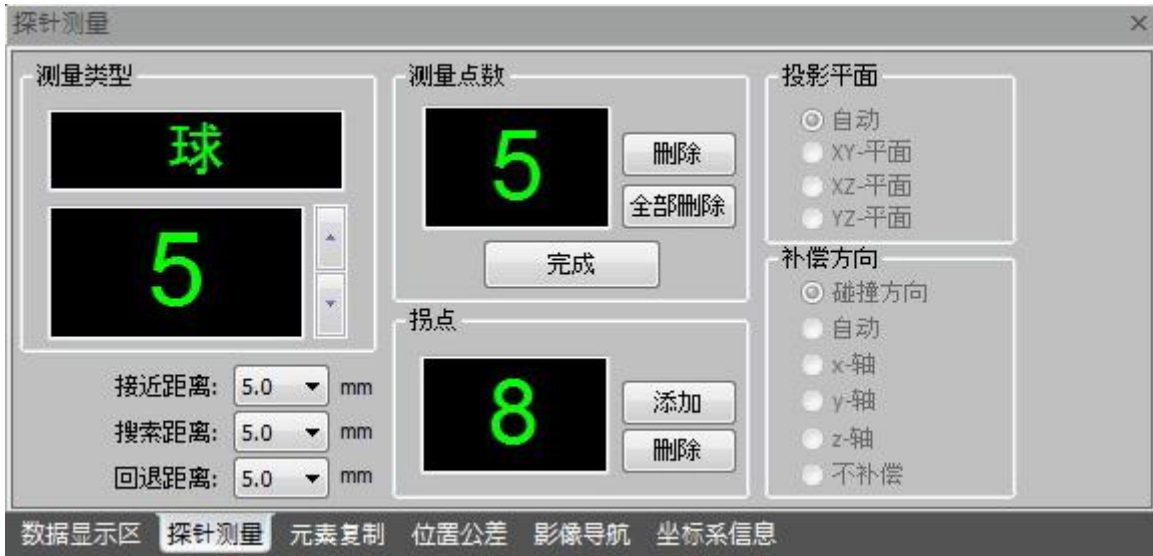 探针测量
测量类型
球
5
接近距离: 5.0 mm
搜索距离: 5.0 mm
回退距离: 5.0 mm
测量点数
5
删除
全部删除
完成
拐点
8
添加
删除
投影平面
自动
XY-平面
XZ-平面
YZ-平面
补偿方向
碰撞方向
自动
x-轴
y-轴
z-轴
不补偿
数据显示区 探针测量 元素复制 位置公差 影像导航 坐标系信息